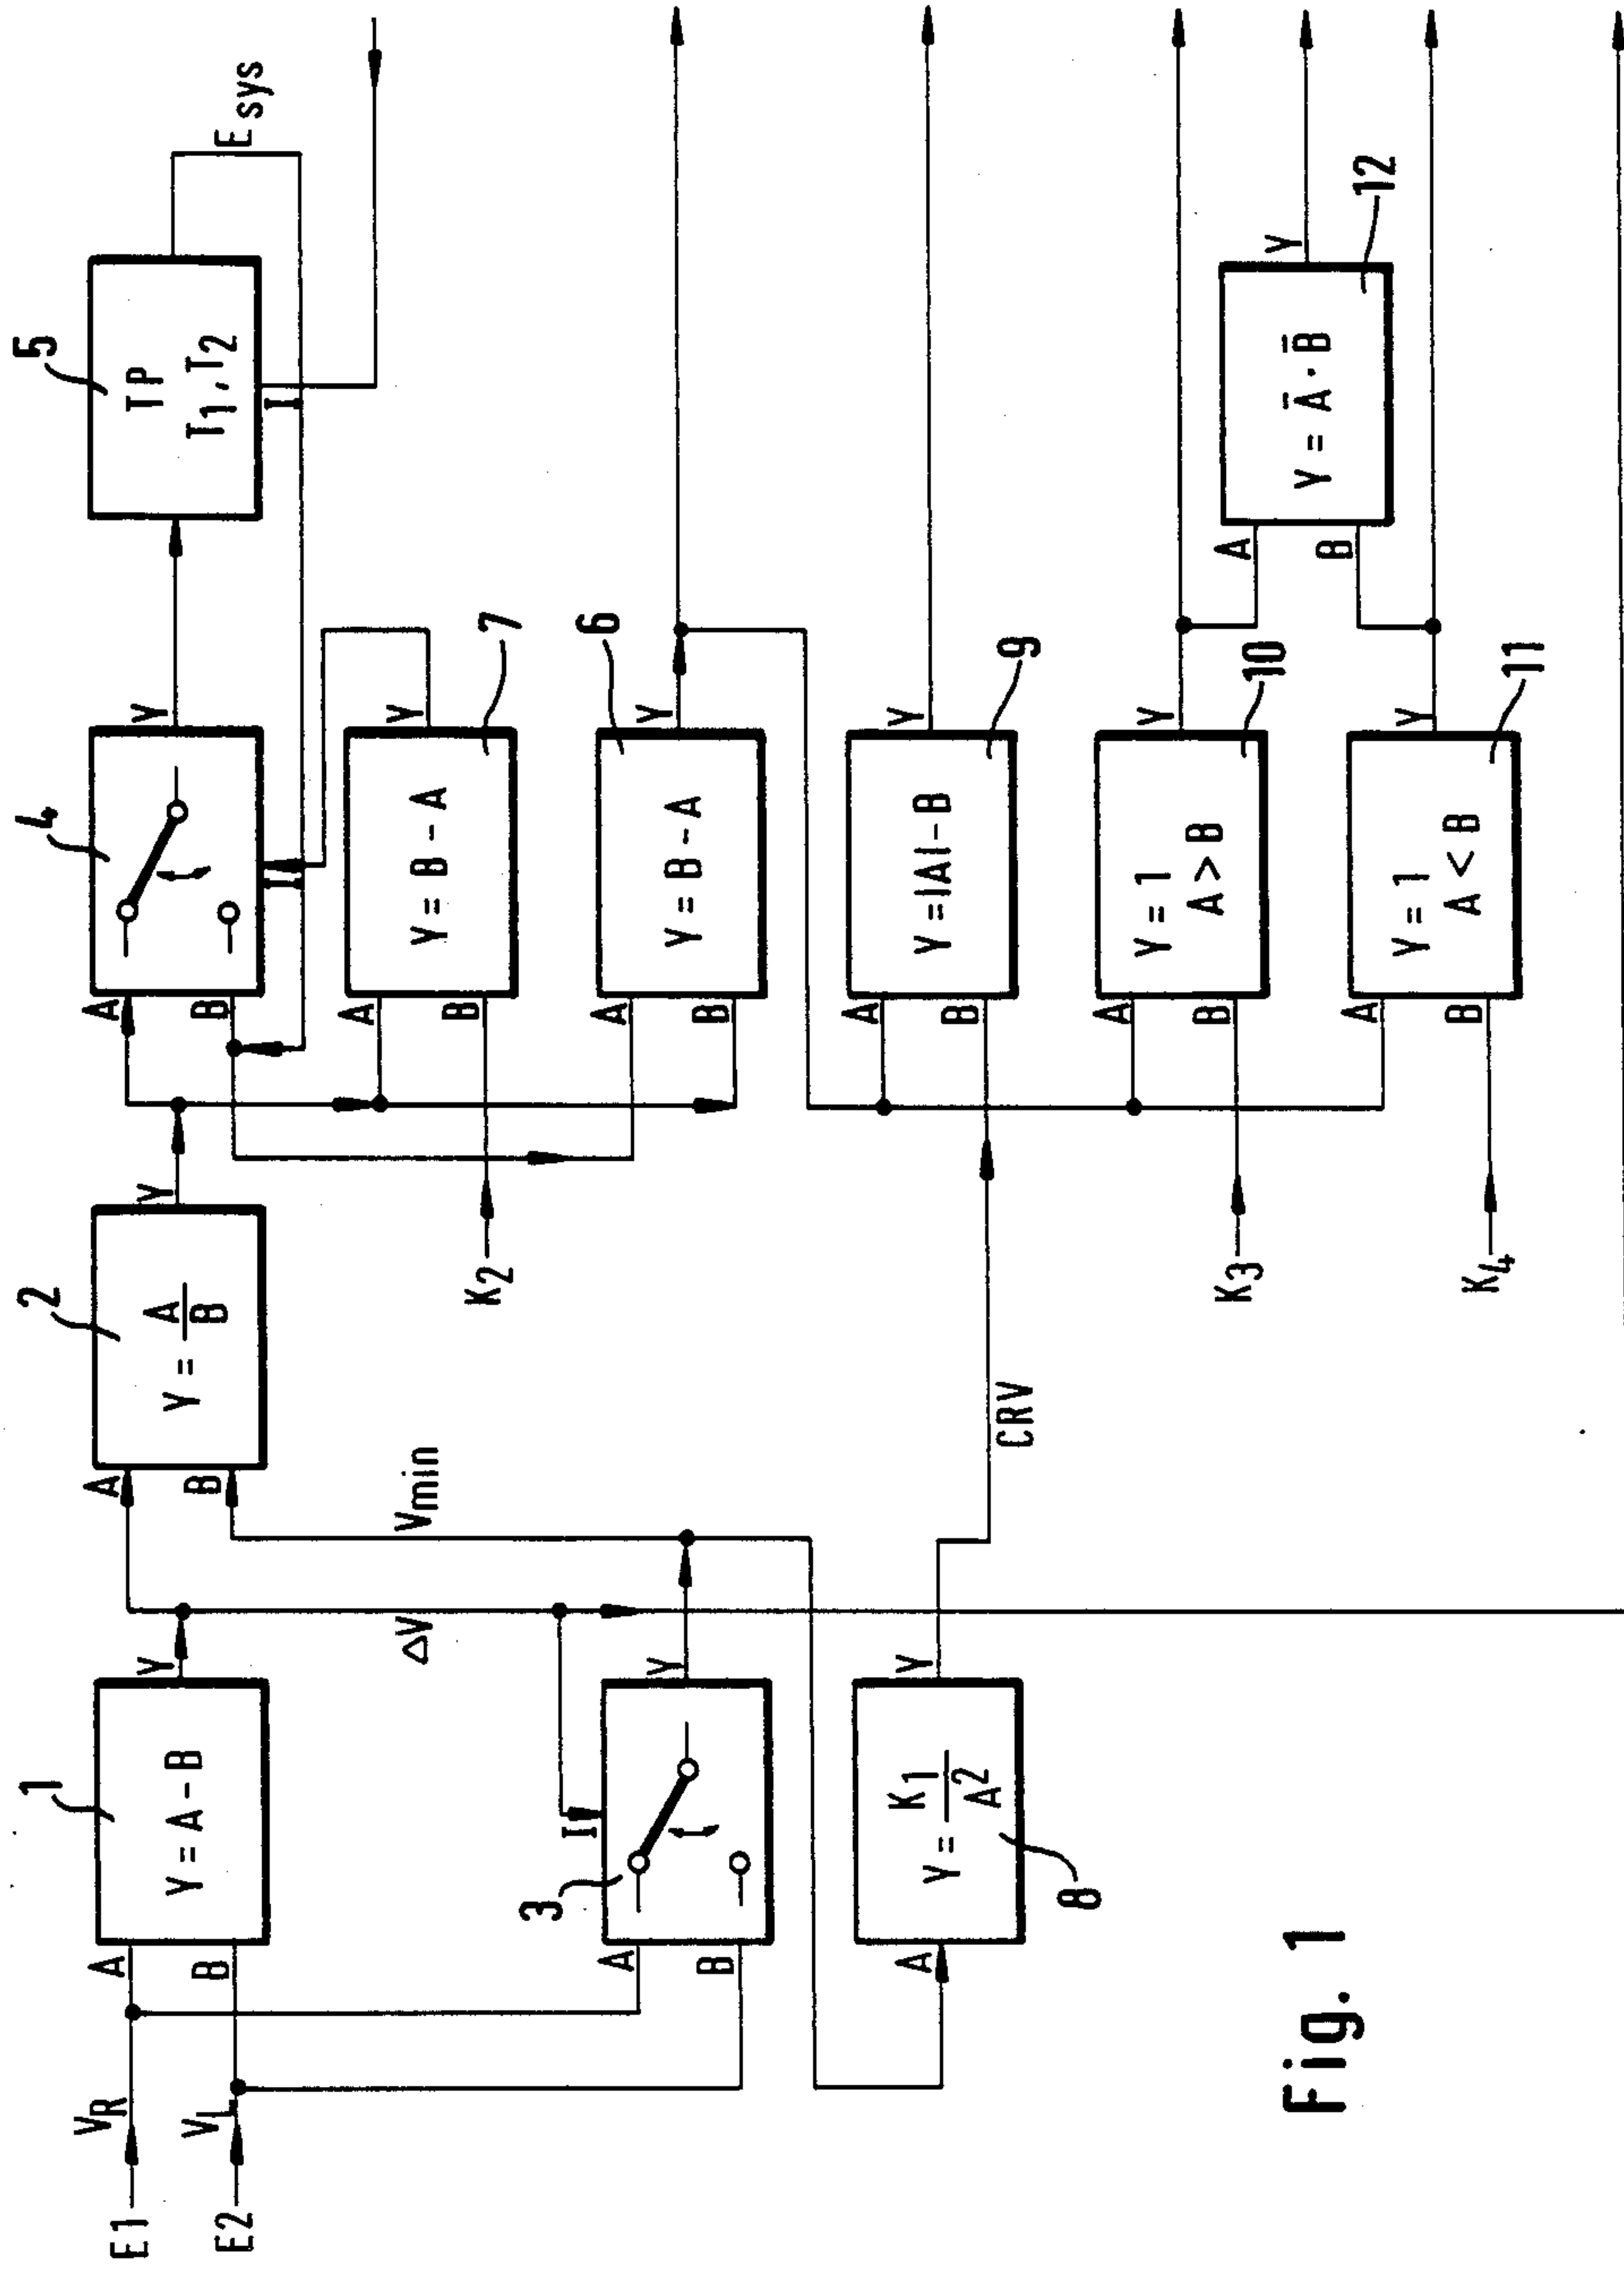 5
TP
T1, T2
I
Esys
4
A
B
Y
I
7
A
B
Y = B - A
Y
K2
6
A
B
Y = B - A
Y
2
A
B
Y = A/B
Y
1
A
B
Y = A - B
Y
VR
VL
E1
E2
ΔV
Vmin
3
A
B
I
Y
8
A
Y = K1/A2
Y
CRV
9
A
B
Y = |A| - B
Y
10
A
B
Y = 1
A > B
Y
K3
11
A
B
Y = 1
A < B
Y
K4
12
A
B
Y = Ā · B̄
Y
Fig. 1